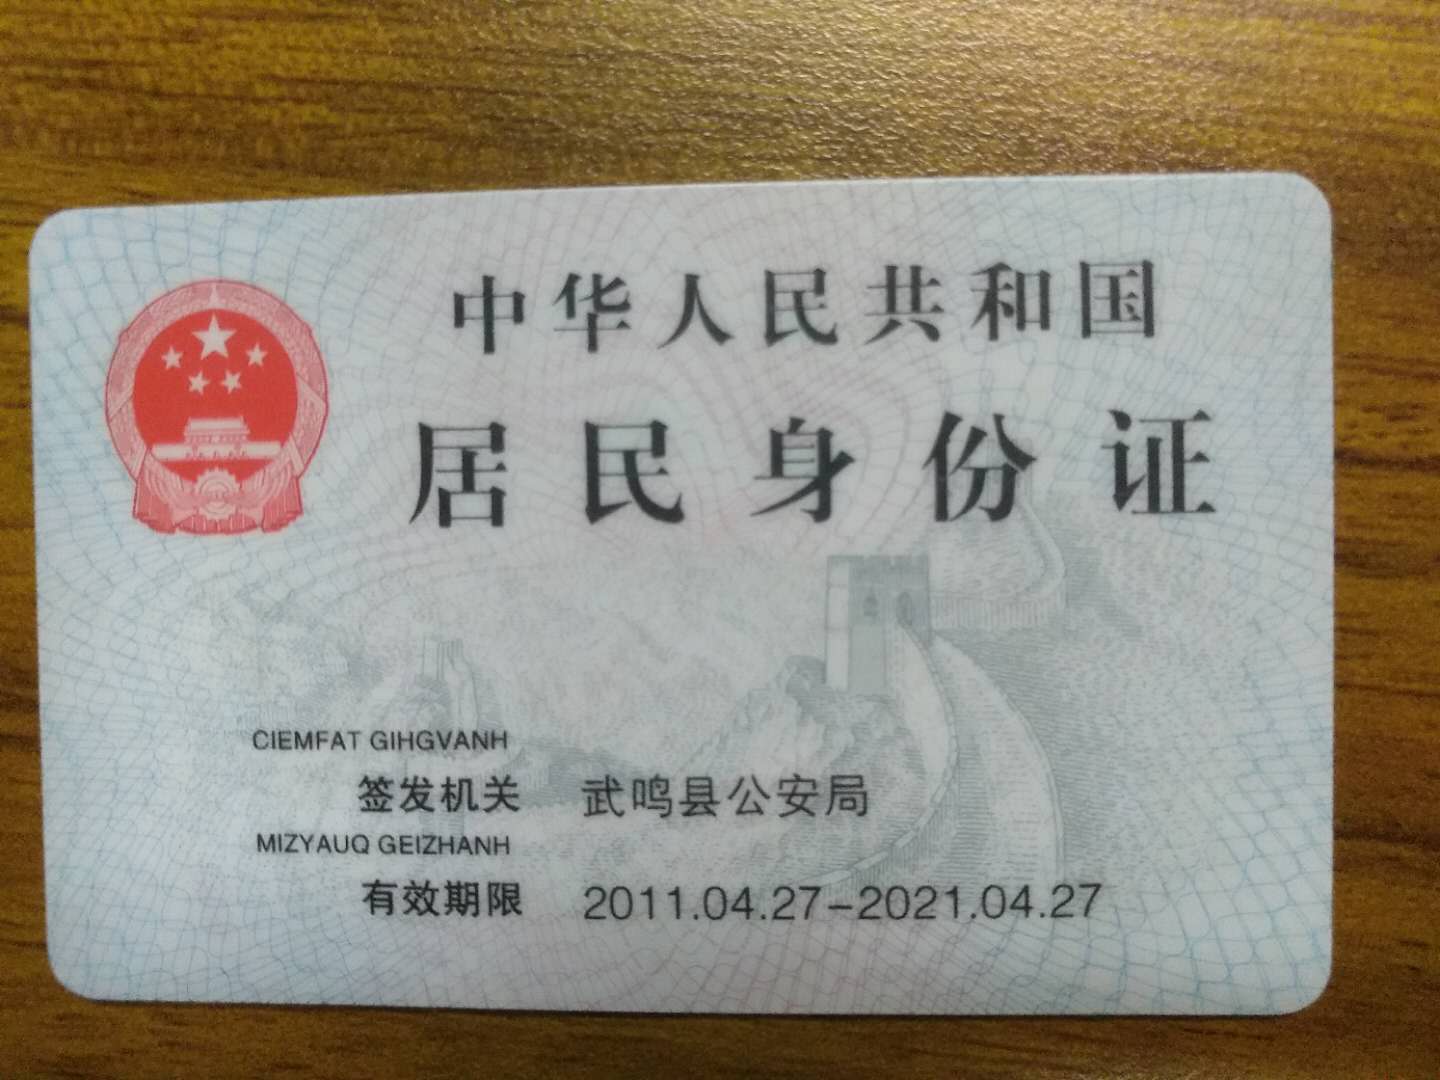 中华人民共和国
居民身份证
CIEMFAT GIHGVANH
签发机关 武鸣县公安局
MIZYAUQ GEIZHANH
有效期限 2011.04.27-2021.04.27